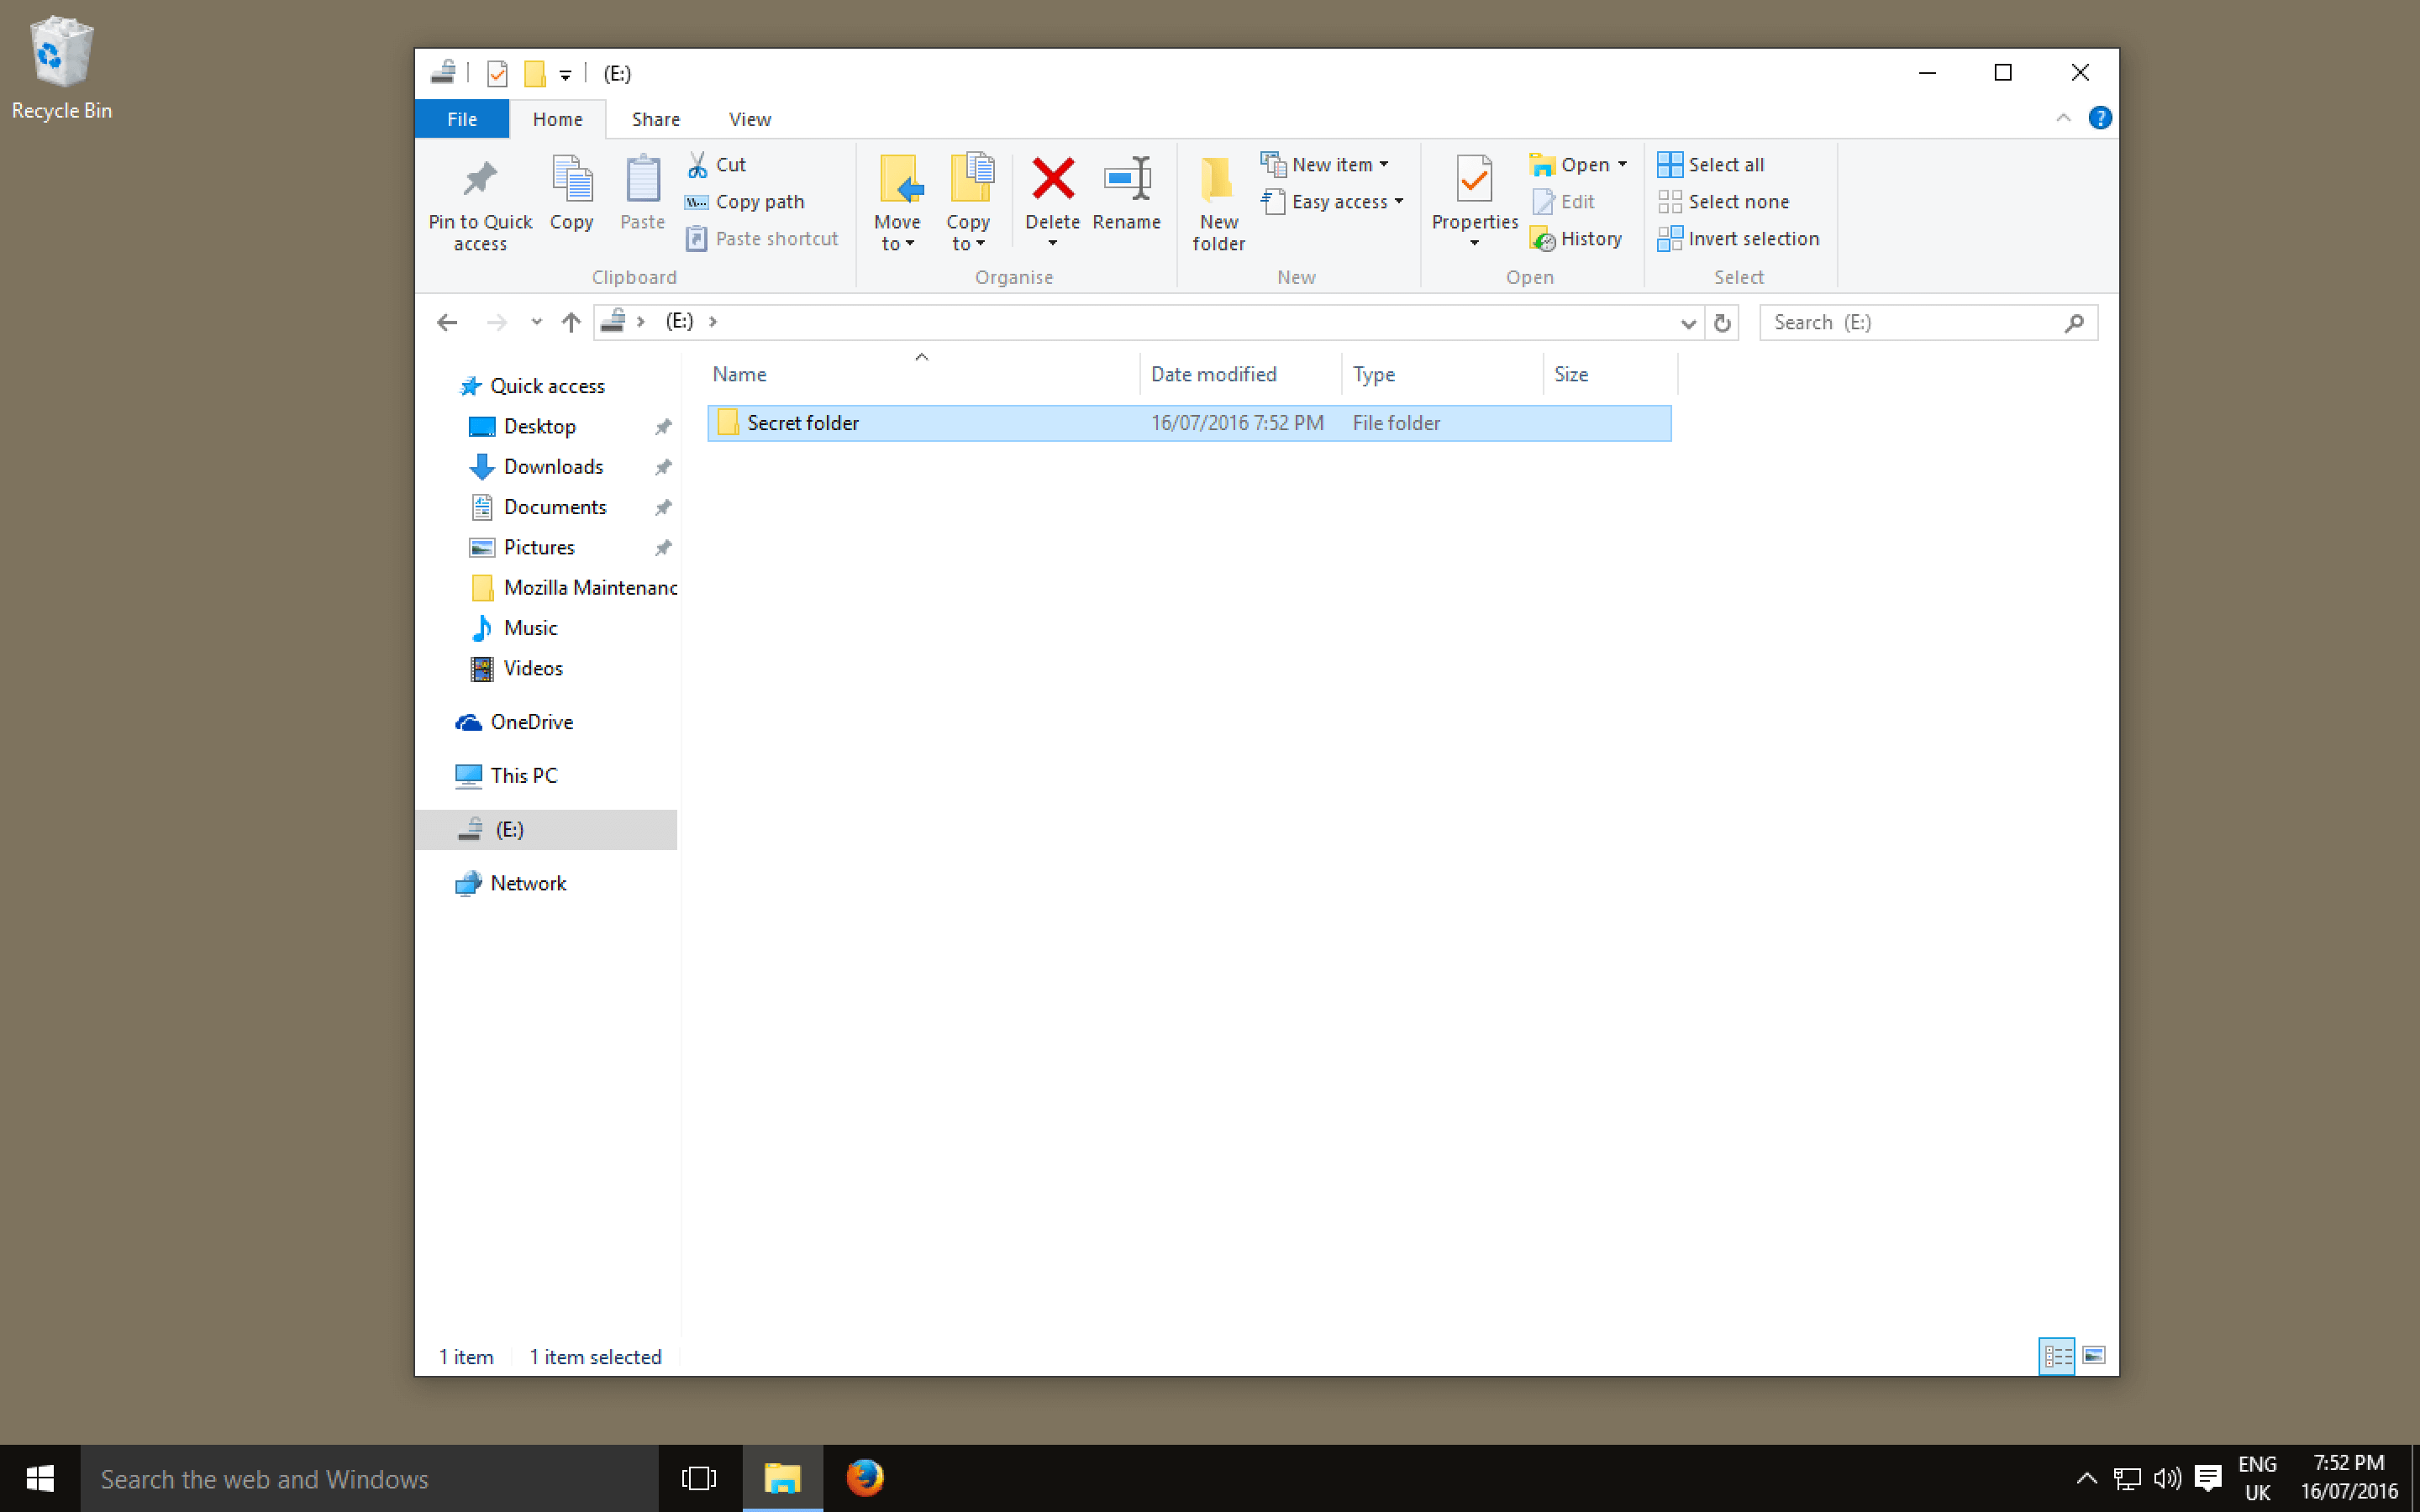 Recycle Bin
(E:)
File Home Share View
Pin to Quick access
Copy
Paste
Cut
Copy path
Paste shortcut
Clipboard
Move to
Copy to
Delete
Rename
Organise
New folder
New item
Easy access
New
Properties
Open
Edit
History
Open
Select all
Select none
Invert selection
Select
(E:)
Search (E:)
Name Date modified Type Size
Secret folder 16/07/2016 7:52 PM File folder
Quick access
Desktop
Downloads
Documents
Pictures
Mozilla Maintenanc
Music
Videos
OneDrive
This PC
(E:)
Network
1 item 1 item selected
Search the web and Windows
ENG
UK
7:52 PM
16/07/2016